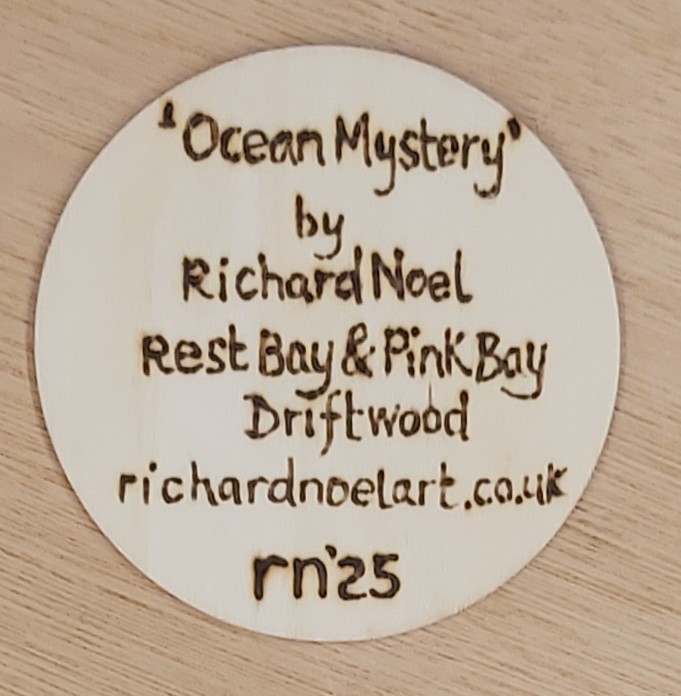 'Ocean Mystery'
by
Richard Noel
Rest Bay & Pink Bay
Driftwood
richardnoelart.co.uk
rn'25